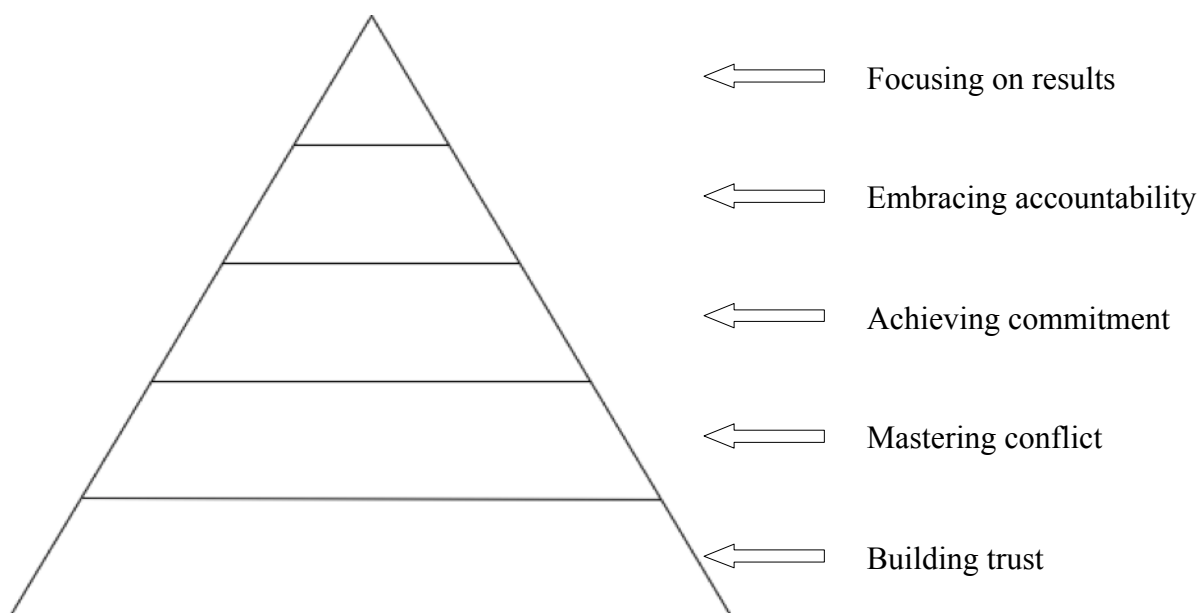 Focusing on results
Embracing accountability
Achieving commitment
Mastering conflict
Building trust